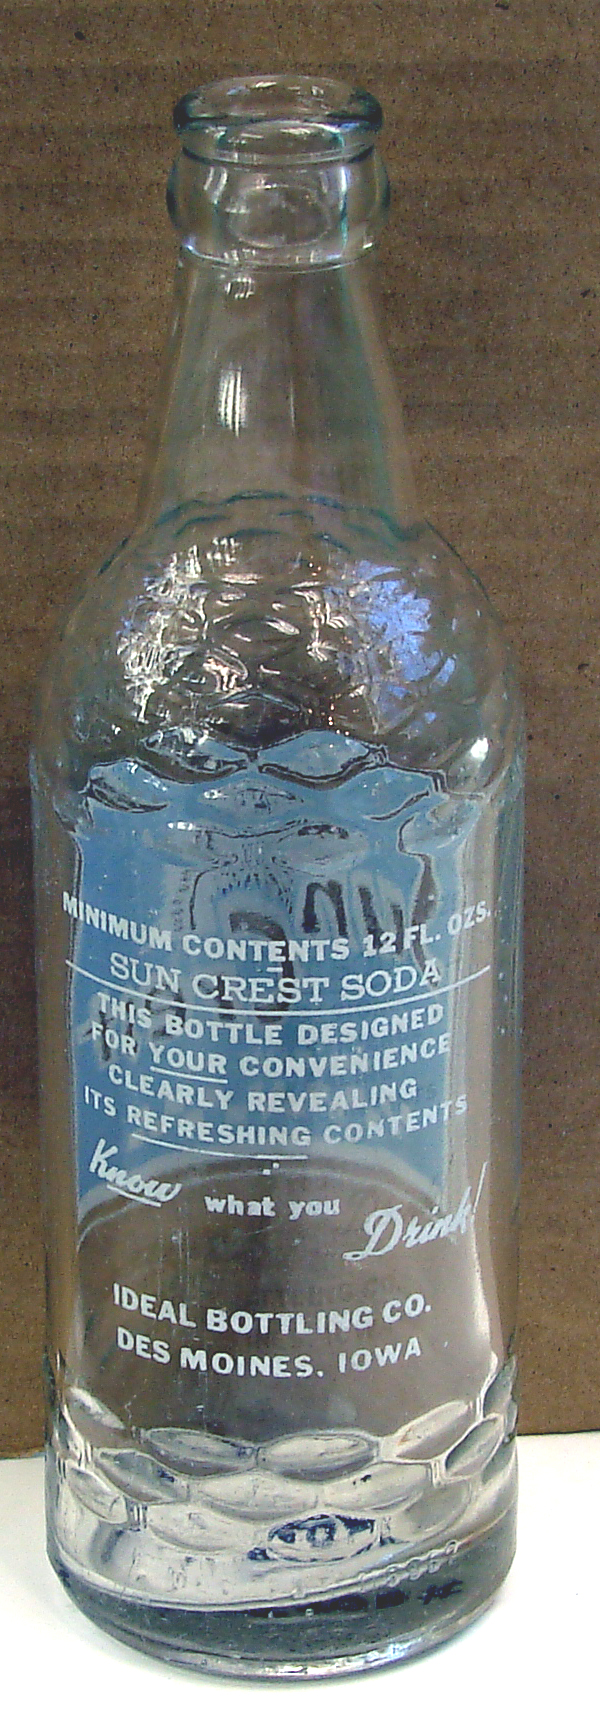 MINIMUM CONTENTS 12 FL. OZS.
SUN CREST SODA
THIS BOTTLE DESIGNED
FOR YOUR CONVENIENCE
CLEARLY REVEALING
ITS REFRESHING CONTENTS
Know what you Drink!
IDEAL BOTTLING CO.
DES MOINES, IOWA